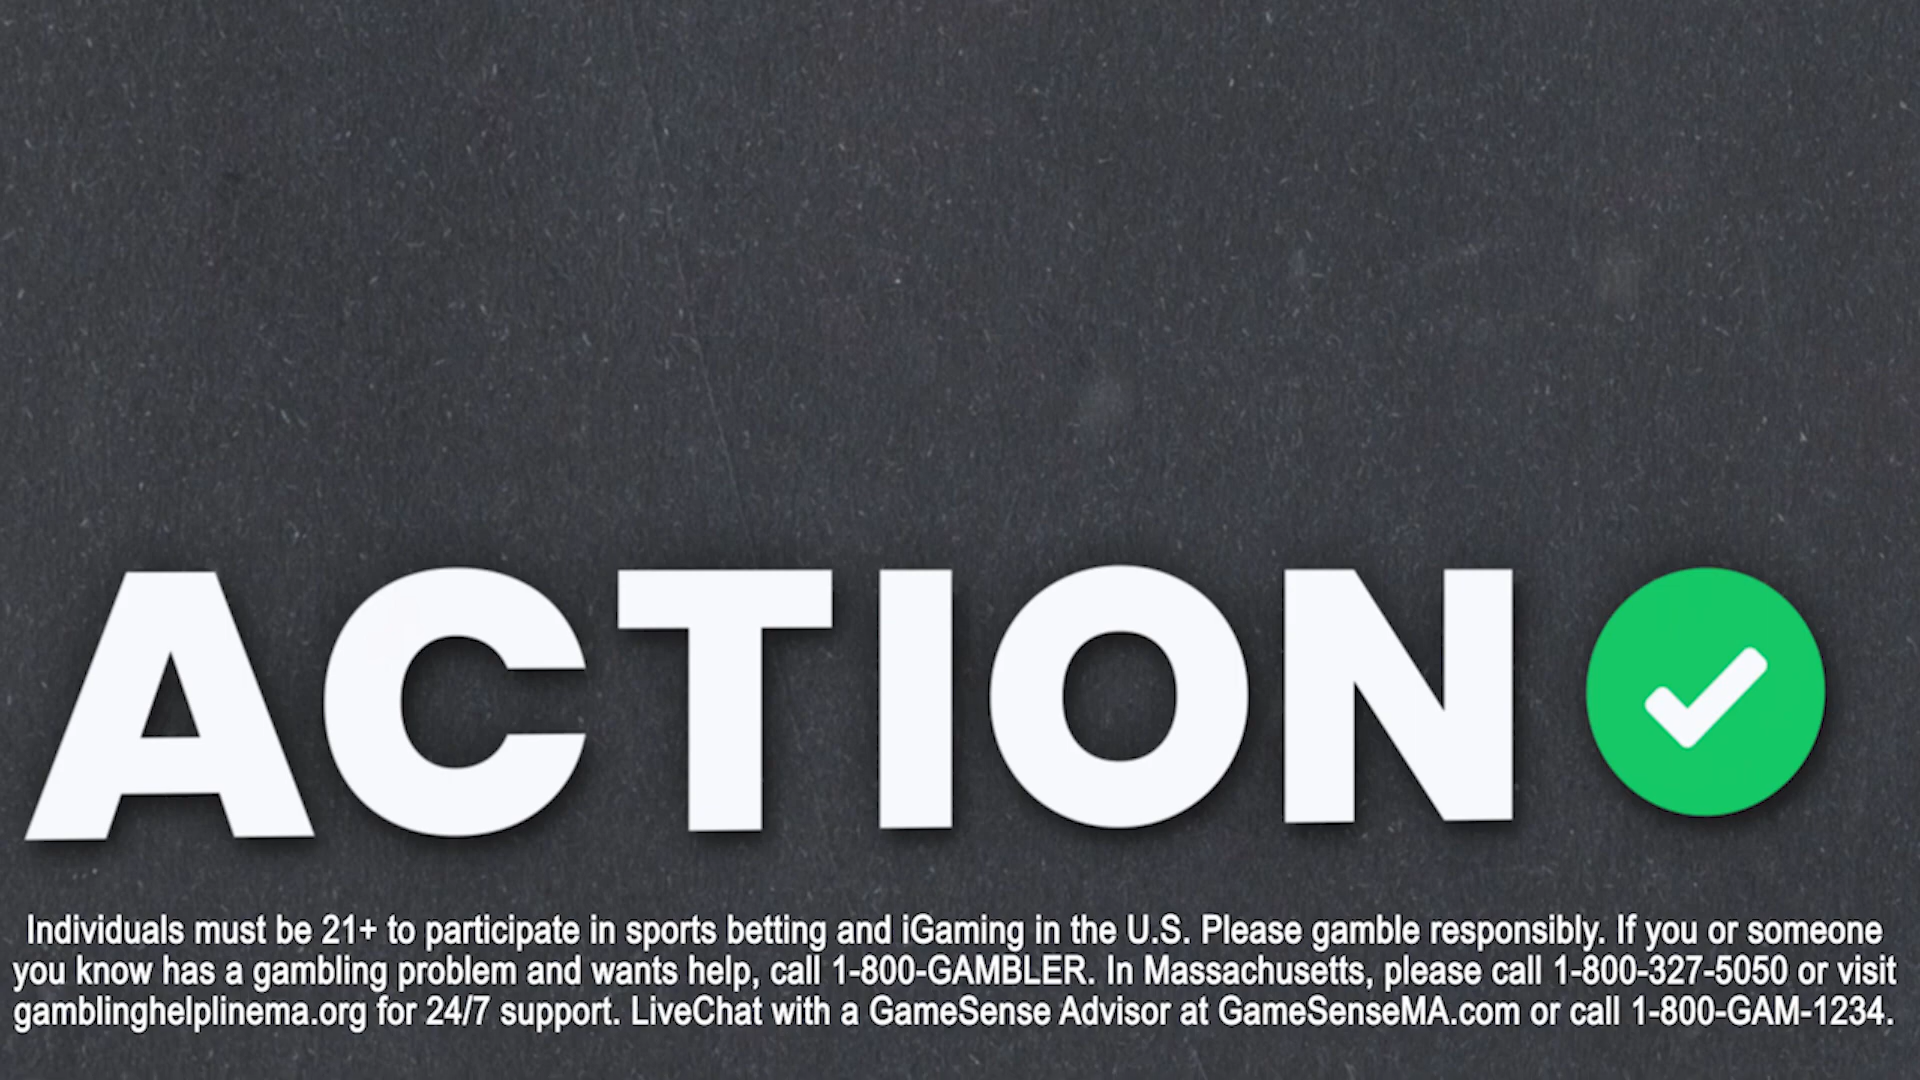 ACTION
Individuals must be 21+ to participate in sports betting and iGaming in the U.S. Please gamble responsibly. If you or someone
you know has a gambling problem and wants help, call 1-800-GAMBLER. In Massachusetts, please call 1-800-327-5050 or visit
gamblinghelplinema.org for 24/7 support. LiveChat with a GameSense Advisor at GameSenseMA.com or call 1-800-GAM-1234.